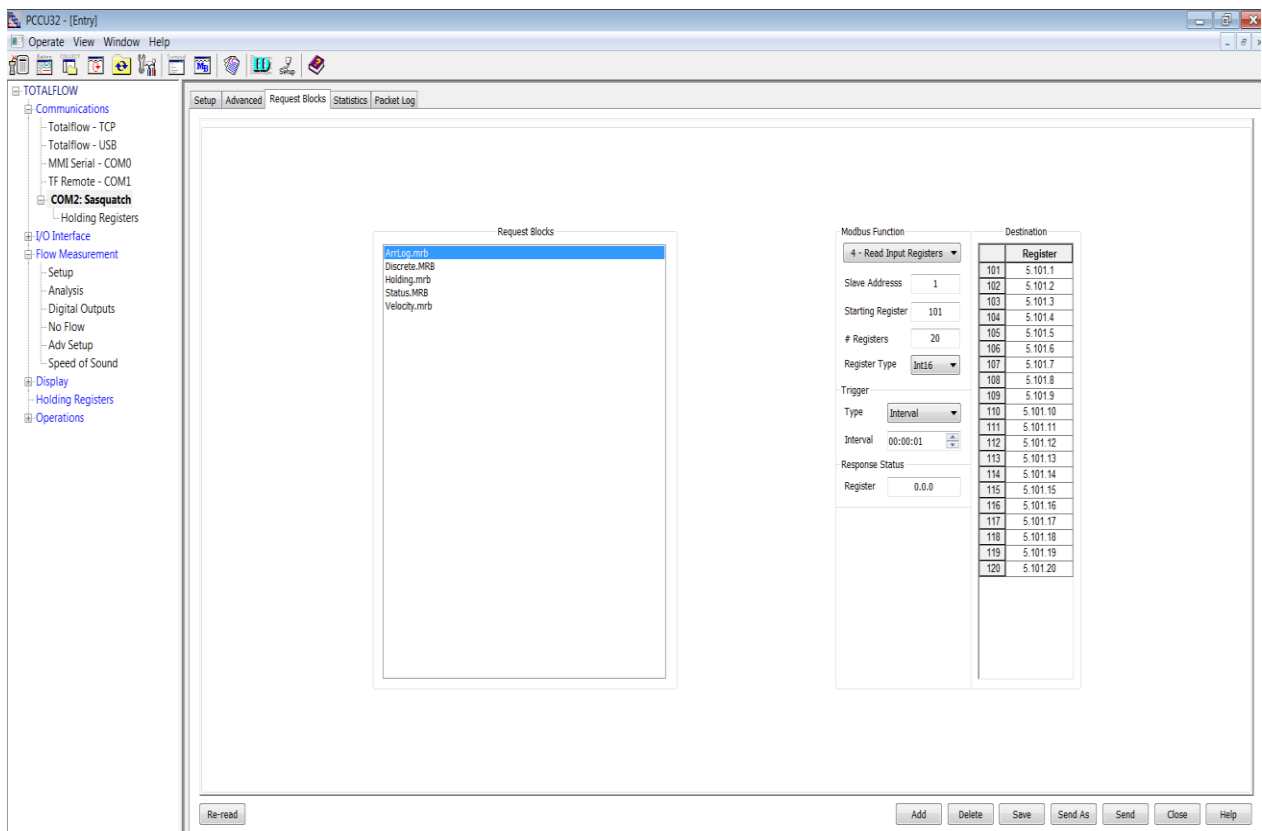 PCCU32 - [Entry]
Operate View Window Help
TOTALFLOW
Communications
Totalflow - TCP
Totalflow - USB
MMI Serial - COM0
TF Remote - COM1
COM2: Sasquatch
Holding Registers
I/O Interface
Flow Measurement
Setup
Analysis
Digital Outputs
No Flow
Adv Setup
Speed of Sound
Display
Holding Registers
Operations
Setup Advanced Request Blocks Statistics Packet Log
Request Blocks
ArrLog.mrb
Discrete.MRB
Holding.mrb
Status.MRB
Velocity.mrb
Modbus Function
4 - Read Input Registers
Slave Addresss 1
Starting Register 101
# Registers 20
Register Type Int16
Trigger
Type Interval
Interval 00:00:01
Response Status
Register 0.0.0
Destination
Register
101 5.101.1
102 5.101.2
103 5.101.3
104 5.101.4
105 5.101.5
106 5.101.6
107 5.101.7
108 5.101.8
109 5.101.9
110 5.101.10
111 5.101.11
112 5.101.12
113 5.101.13
114 5.101.14
115 5.101.15
116 5.101.16
117 5.101.17
118 5.101.18
119 5.101.19
120 5.101.20
Re-read Add Delete Save Send As Send Close Help